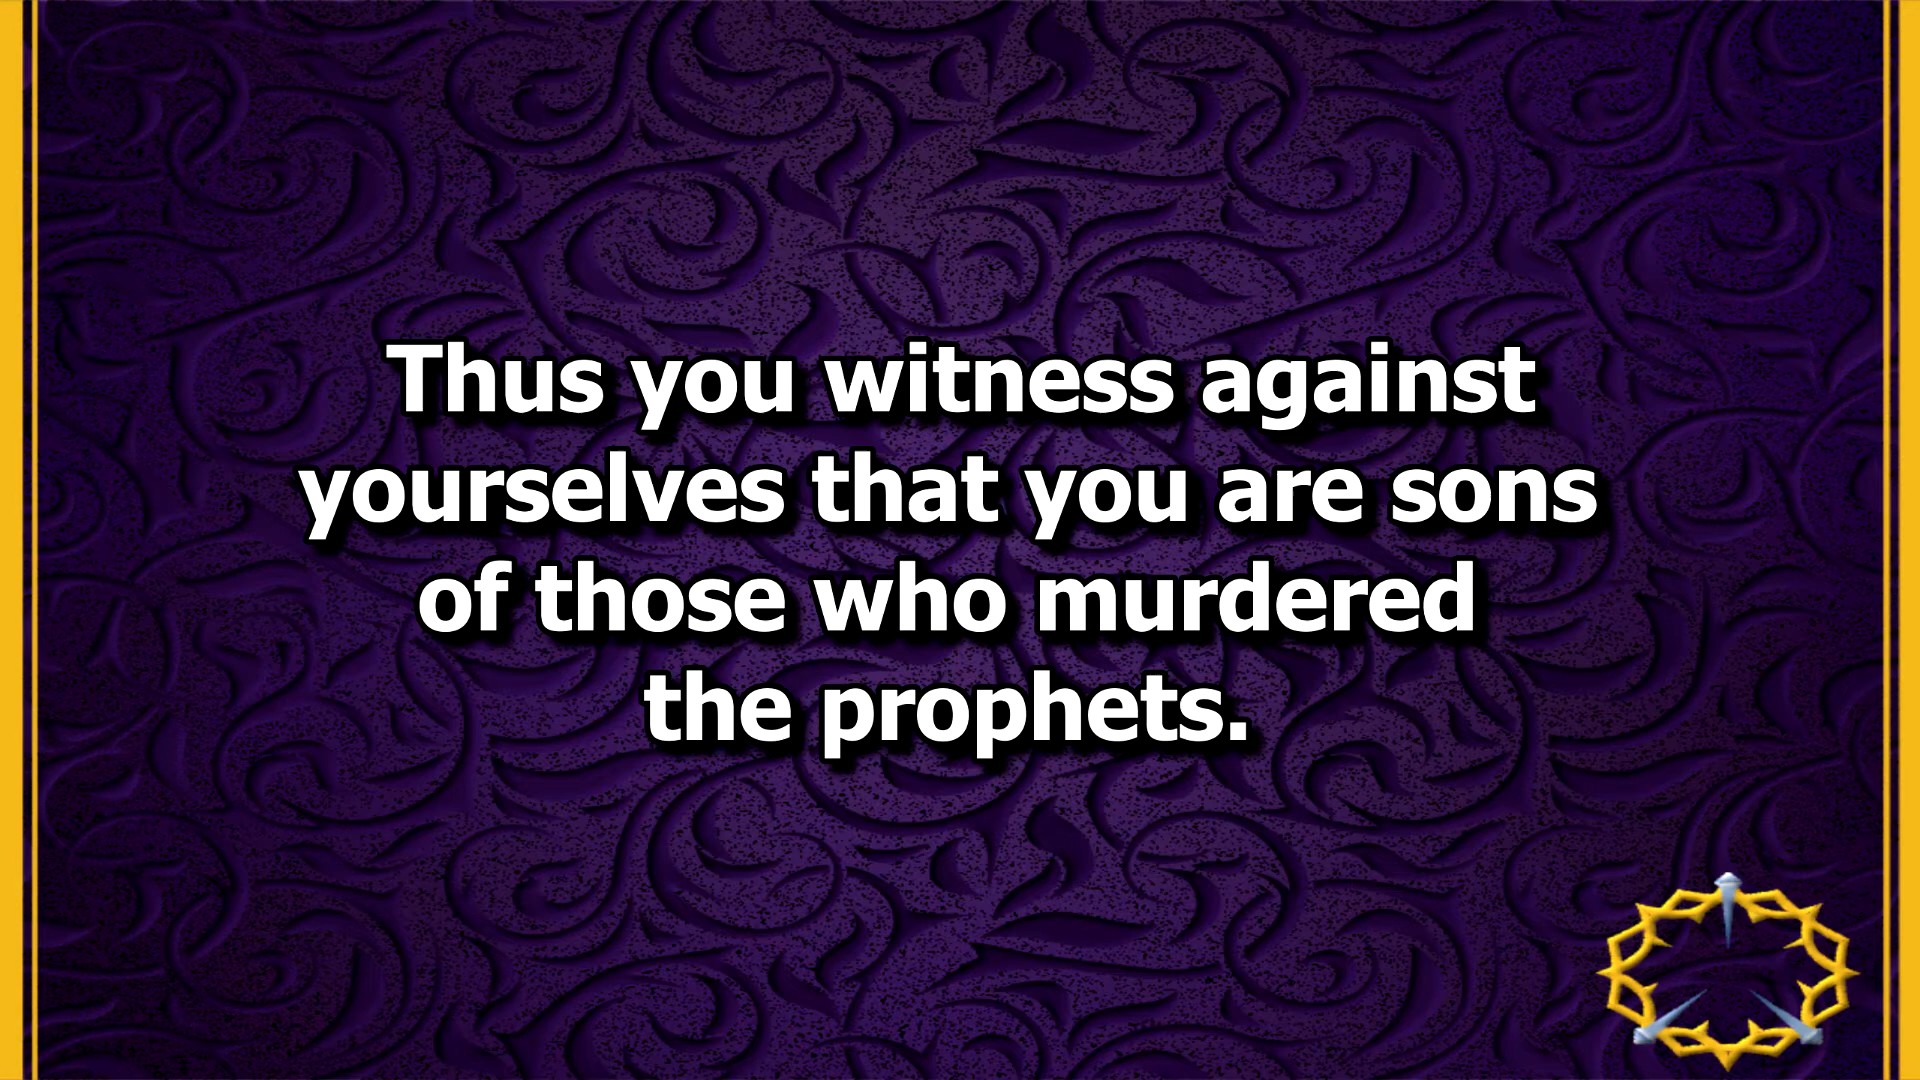 Thus you witness against
yourselves that you are sons
of those who murdered
the prophets.